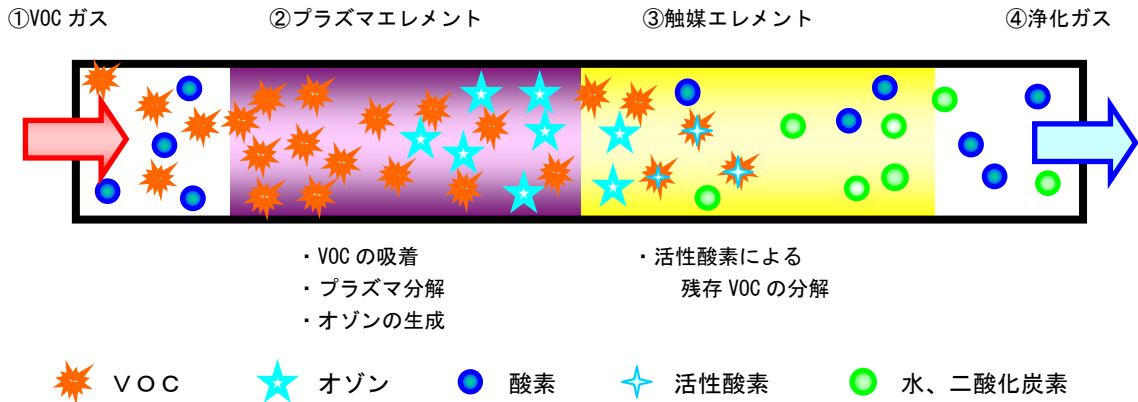 ①VOC ガス
②プラズマエレメント
③触媒エレメント
④浄化ガス
・VOC の吸着
・プラズマ分解
・オゾンの生成
・活性酸素による
残存 VOC の分解
ＶＯＣ
オゾン
酸素
活性酸素
水、二酸化炭素